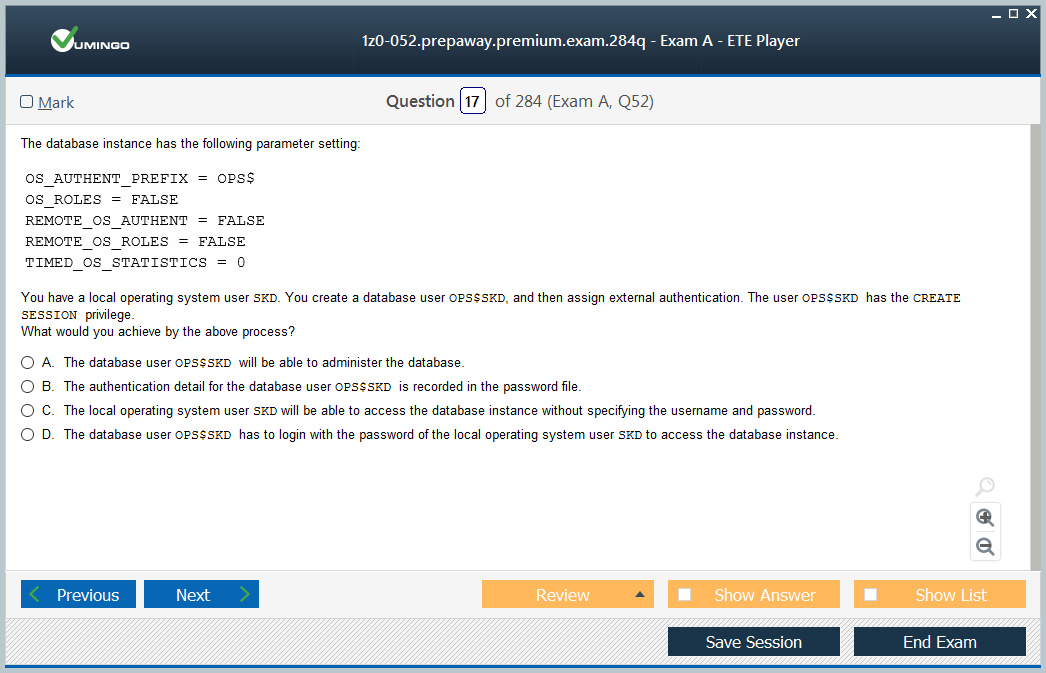 VUMINGO
1z0-052.prepaway.premium.exam.284q - Exam A - ETE Player
Mark
Question 17 of 284 (Exam A, Q52)
The database instance has the following parameter setting:
OS_AUTHENT_PREFIX = OPS$
OS_ROLES = FALSE
REMOTE_OS_AUTHENT = FALSE
REMOTE_OS_ROLES = FALSE
TIMED_OS_STATISTICS = 0
You have a local operating system user SKD. You create a database user OPS$SKD, and then assign external authentication. The user OPS$SKD has the CREATE
SESSION privilege.
What would you achieve by the above process?
A. The database user OPS$SKD will be able to administer the database.
B. The authentication detail for the database user OPS$SKD is recorded in the password file.
C. The local operating system user SKD will be able to access the database instance without specifying the username and password.
D. The database user OPS$SKD has to login with the password of the local operating system user SKD to access the database instance.
Previous Next Review Show Answer Show List
Save Session End Exam